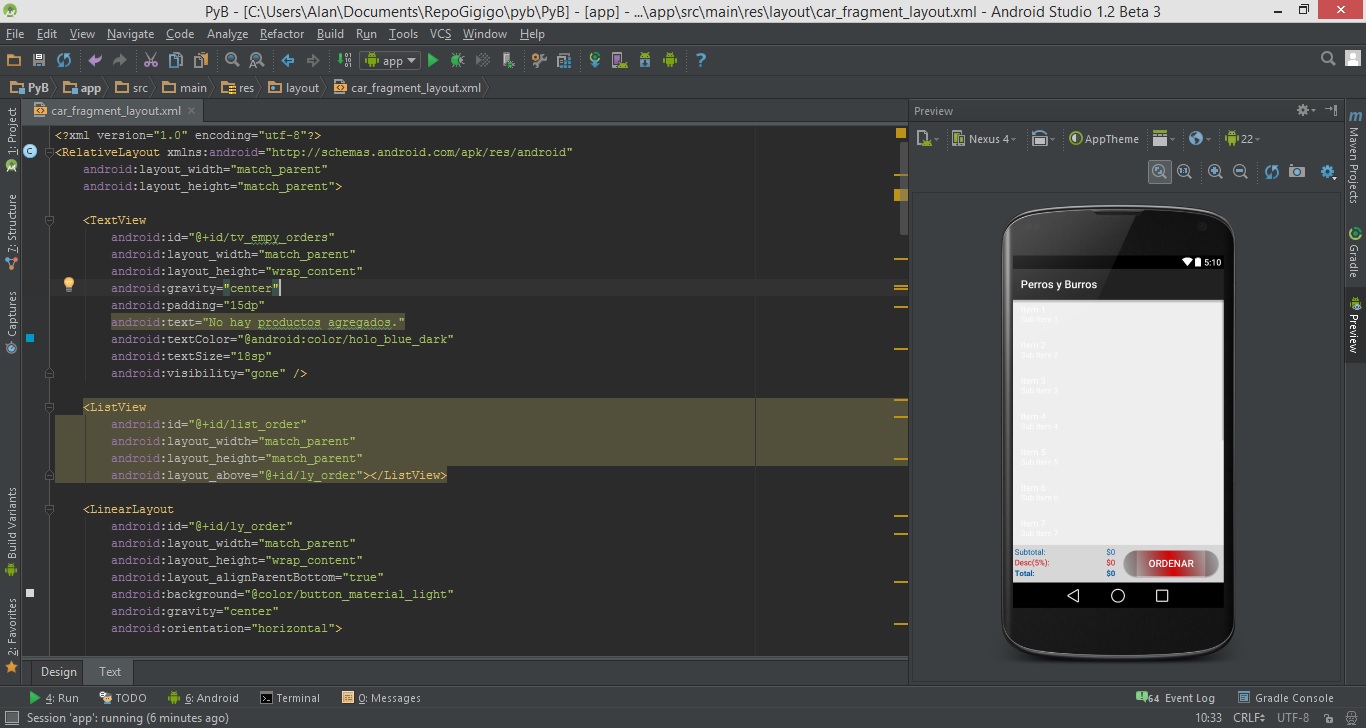 PyB - [C:\Users\Alan\Documents\RepoGigigo\pyb\PyB] - [app] - ...\app\src\main\res\layout\car_fragment_layout.xml - Android Studio 1.2 Beta 3
File Edit View Navigate Code Analyze Refactor Build Run Tools VCS Window Help
app
PyB app src main res layout car_fragment_layout.xml
car_fragment_layout.xml
1: Project
7: Structure
Captures
Build Variants
2: Favorites
<?xml version="1.0" encoding="utf-8"?>
<RelativeLayout xmlns:android="http://schemas.android.com/apk/res/android"
android:layout_width="match_parent"
android:layout_height="match_parent">
<TextView
android:id="@+id/tv_empy_orders"
android:layout_width="match_parent"
android:layout_height="wrap_content"
android:gravity="center"
android:padding="15dp"
android:text="No hay productos agregados."
android:textColor="@android:color/holo_blue_dark"
android:textSize="18sp"
android:visibility="gone" />
<ListView
android:id="@+id/list_order"
android:layout_width="match_parent"
android:layout_height="match_parent"
android:layout_above="@+id/ly_order"></ListView>
<LinearLayout
android:id="@+id/ly_order"
android:layout_width="match_parent"
android:layout_height="wrap_content"
android:layout_alignParentBottom="true"
android:background="@color/button_material_light"
android:gravity="center"
android:orientation="horizontal">
Design Text
Preview
Nexus 4 AppTheme 22
1:1
5:10
Perros y Burros
Item 1
Sub Item 1
Item 2
Sub Item 2
Item 3
Sub Item 3
Item 4
Sub Item 4
Item 5
Sub Item 5
Item 6
Sub Item 6
Item 7
Sub Item 7
Subtotal: $0
Desc(5%): $0
Total: $0
ORDENAR
Maven Projects
Gradle
Preview
4: Run TODO 6: Android Terminal 0: Messages 64 Event Log Gradle Console
Session 'app': running (6 minutes ago) 10:33 CRLF UTF-8